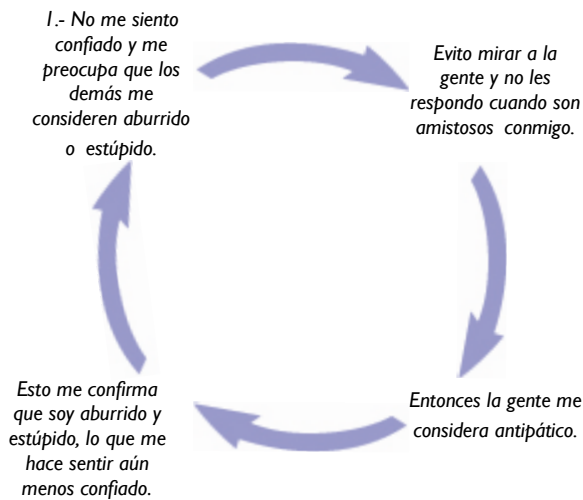 1.- No me siento
confiado y me
preocupa que los
demás me
consideren aburrido
o estúpido.
Evito mirar a la
gente y no les
respondo cuando son
amistosos conmigo.
Entonces la gente me
considera antipático.
Esto me confirma
que soy aburrido y
estúpido, lo que me
hace sentir aún
menos confiado.